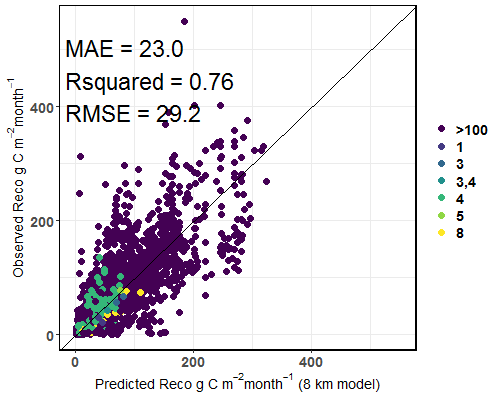 MAE = 23.0
Rsquared = 0.76
RMSE = 29.2
Observed Reco g C m⁻²month⁻¹
400
200
0
0 200 400
Predicted Reco g C m⁻²month⁻¹ (8 km model)
>100
1
3
3,4
4
5
8